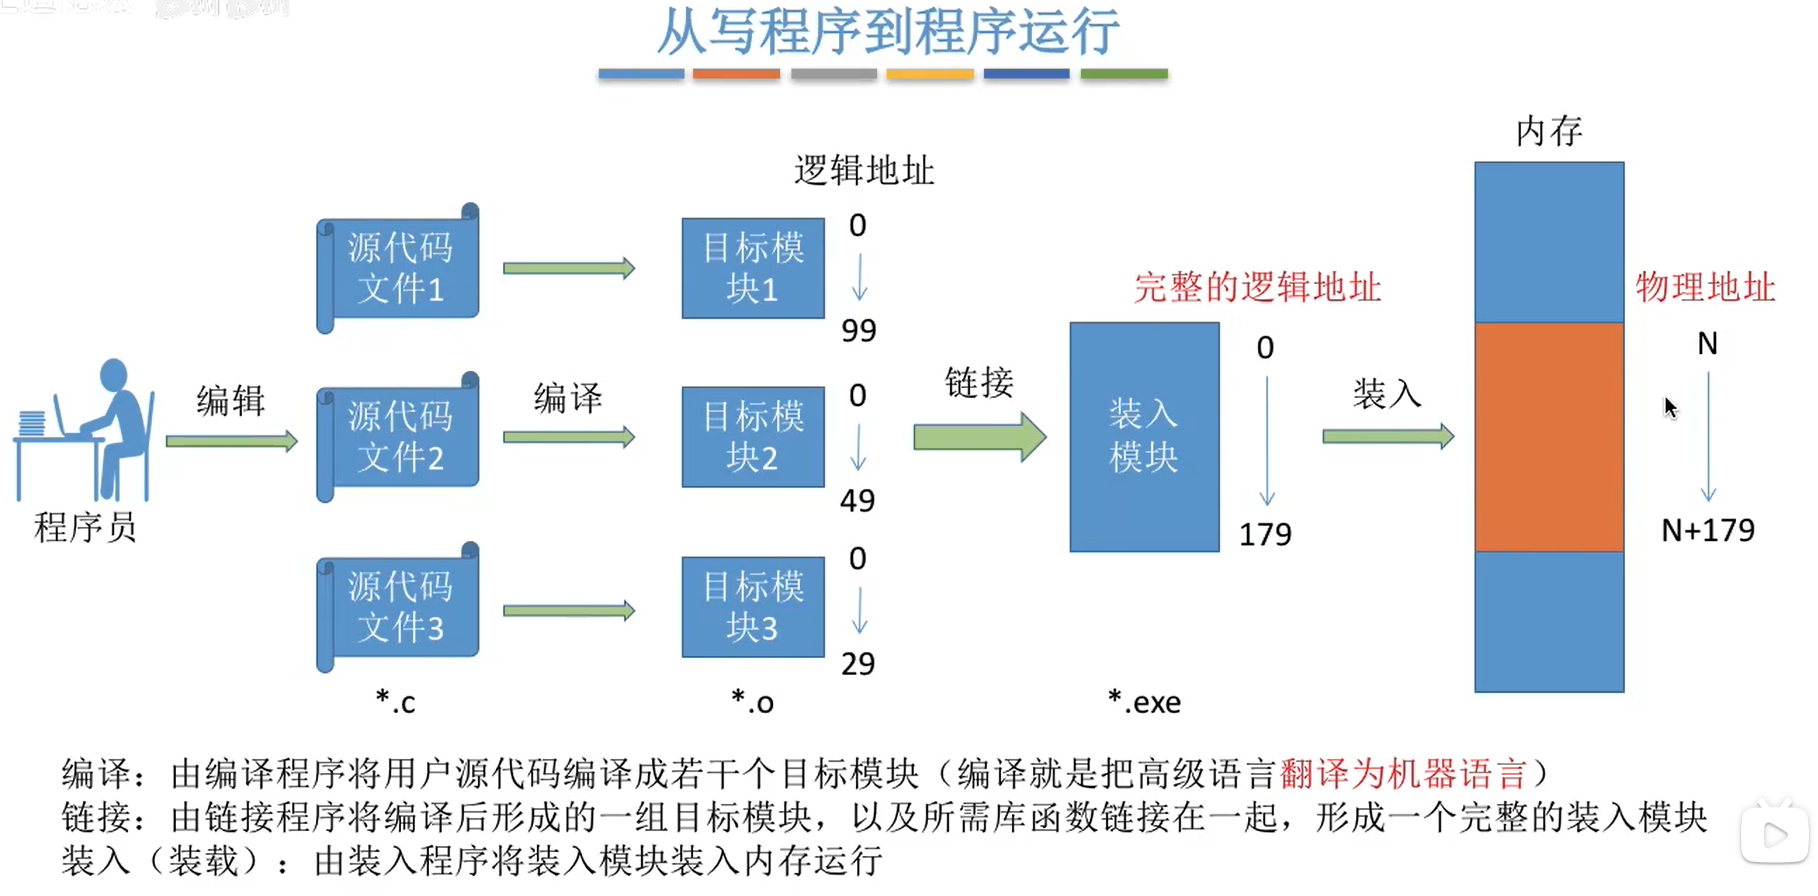 从写程序到程序运行
内存
逻辑地址
源代码
文件1
目标模
块1
0
99
完整的逻辑地址
物理地址
程序员
编辑
源代码
文件2
编译
目标模
块2
0
49
链接
装入
模块
0
179
装入
N
N+179
源代码
文件3
目标模
块3
0
29
*.c
*.o
*.exe
编译：由编译程序将用户源代码编译成若干个目标模块（编译就是把高级语言翻译为机器语言）
链接：由链接程序将编译后形成的一组目标模块，以及所需库函数链接在一起，形成一个完整的装入模块
装入（装载）：由装入程序将装入模块装入内存运行